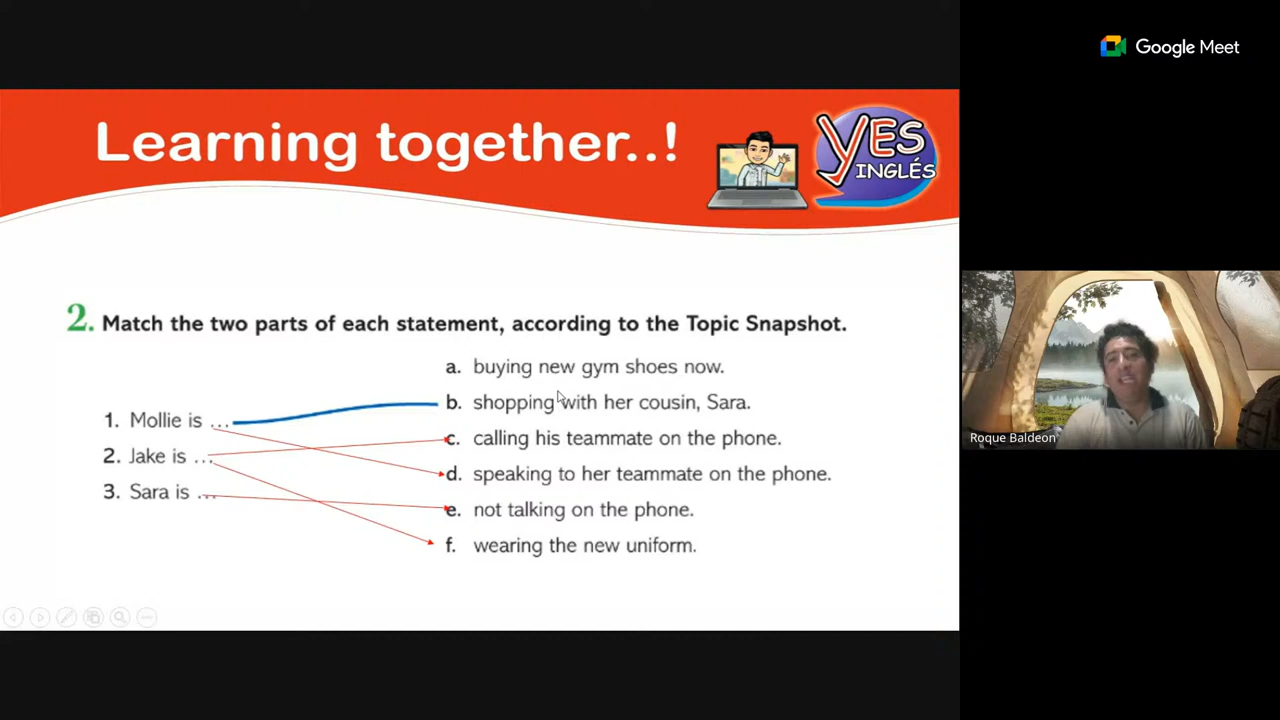 Google Meet
Learning together..!
YES
INGLÉS
2. Match the two parts of each statement, according to the Topic Snapshot.
a. buying new gym shoes now.
b. shopping with her cousin, Sara.
1. Mollie is ...
c. calling his teammate on the phone.
2. Jake is ...
d. speaking to her teammate on the phone.
3. Sara is ...
e. not talking on the phone.
f. wearing the new uniform.
Roque Baldeon